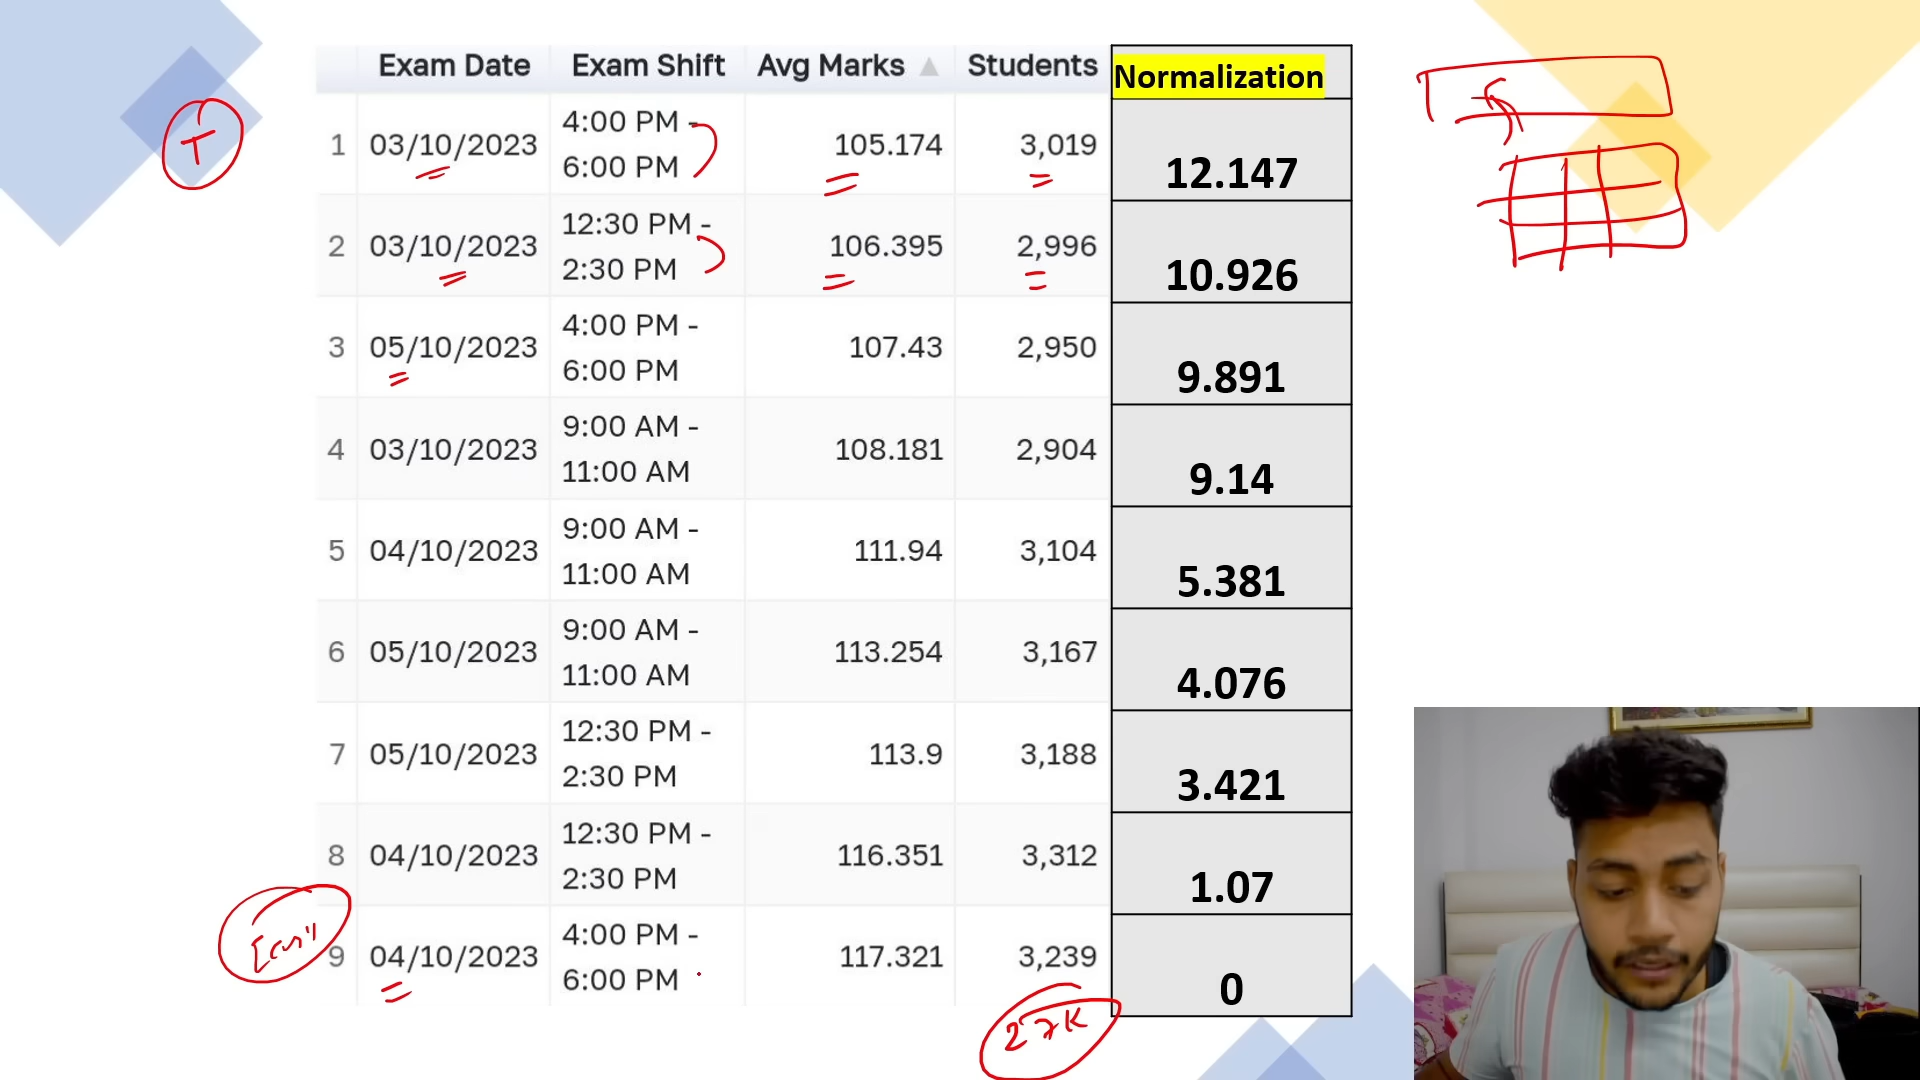 Exam Date Exam Shift Avg Marks Students Normalization
T
1 03/10/2023 4:00 PM - 6:00 PM 105.174 3,019 12.147
2 03/10/2023 12:30 PM - 2:30 PM 106.395 2,996 10.926
3 05/10/2023 4:00 PM - 6:00 PM 107.43 2,950 9.891
4 03/10/2023 9:00 AM - 11:00 AM 108.181 2,904 9.14
5 04/10/2023 9:00 AM - 11:00 AM 111.94 3,104 5.381
6 05/10/2023 9:00 AM - 11:00 AM 113.254 3,167 4.076
7 05/10/2023 12:30 PM - 2:30 PM 113.9 3,188 3.421
8 04/10/2023 12:30 PM - 2:30 PM 116.351 3,312 1.07
9 04/10/2023 4:00 PM - 6:00 PM 117.321 3,239 0
27K